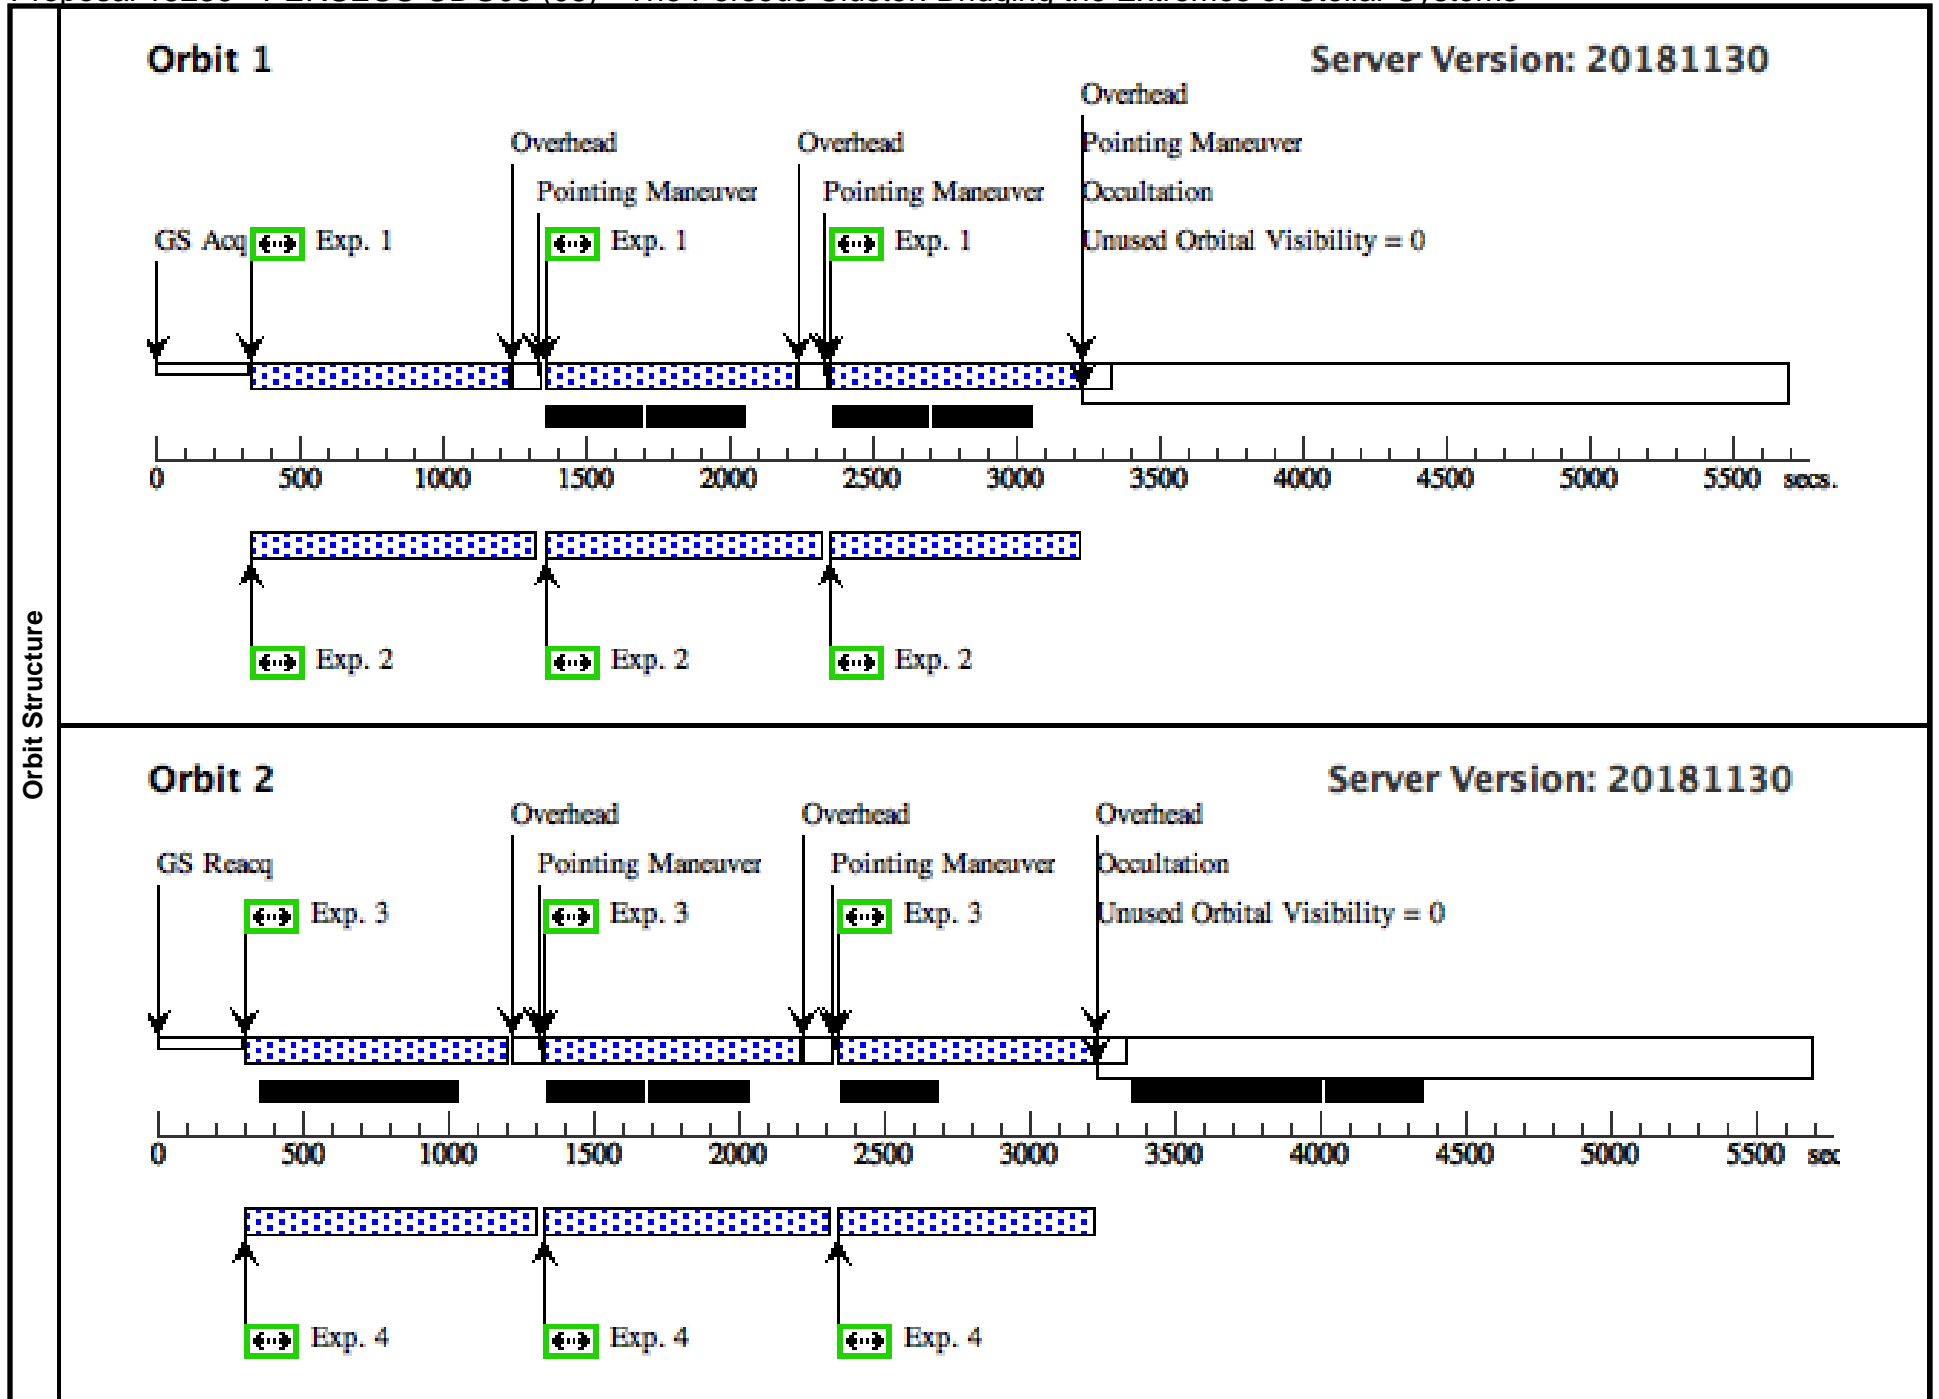 Orbit Structure
Orbit 1
Server Version: 20181130
Overhead
Overhead
Overhead
Pointing Maneuver
Pointing Maneuver
Pointing Maneuver
Occultation
GS Acq
Exp. 1
Exp. 1
Exp. 1
Unused Orbital Visibility = 0
0 500 1000 1500 2000 2500 3000 3500 4000 4500 5000 5500 secs.
Exp. 2
Exp. 2
Exp. 2
Orbit 2
Server Version: 20181130
Overhead
Overhead
Overhead
GS Reacq
Pointing Maneuver
Pointing Maneuver
Occultation
Exp. 3
Exp. 3
Exp. 3
Unused Orbital Visibility = 0
0 500 1000 1500 2000 2500 3000 3500 4000 4500 5000 5500 sec
Exp. 4
Exp. 4
Exp. 4